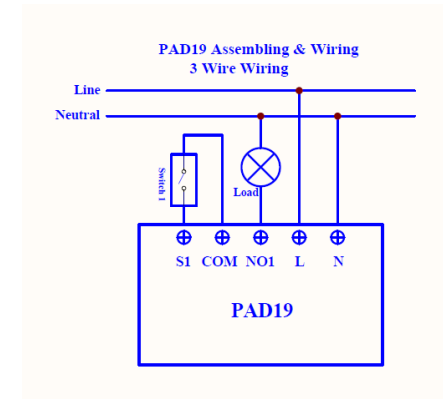 PAD19 Assembling & Wiring
3 Wire Wiring
Line
Neutral
Switch 1
Load
S1 COM NO1 L N
PAD19